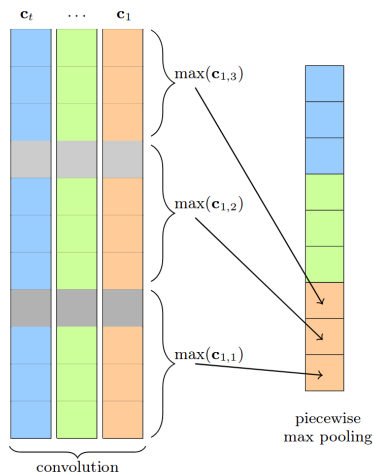 c_t ... c_1
max(c_{1,3})
max(c_{1,2})
max(c_{1,1})
piecewise
max pooling
convolution